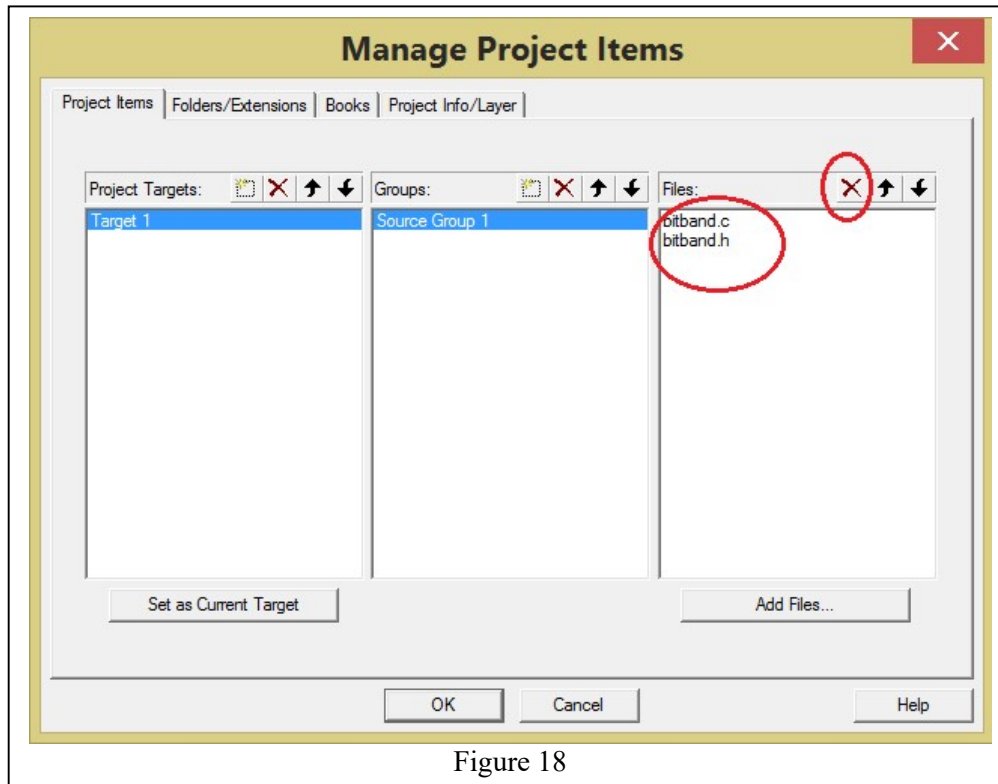 Manage Project Items
Project Items Folders/Extensions Books Project Info/Layer
Project Targets: Groups: Files:
Target 1 Source Group 1 bitband.c
bitband.h
Set as Current Target Add Files...
OK Cancel Help
Figure 18